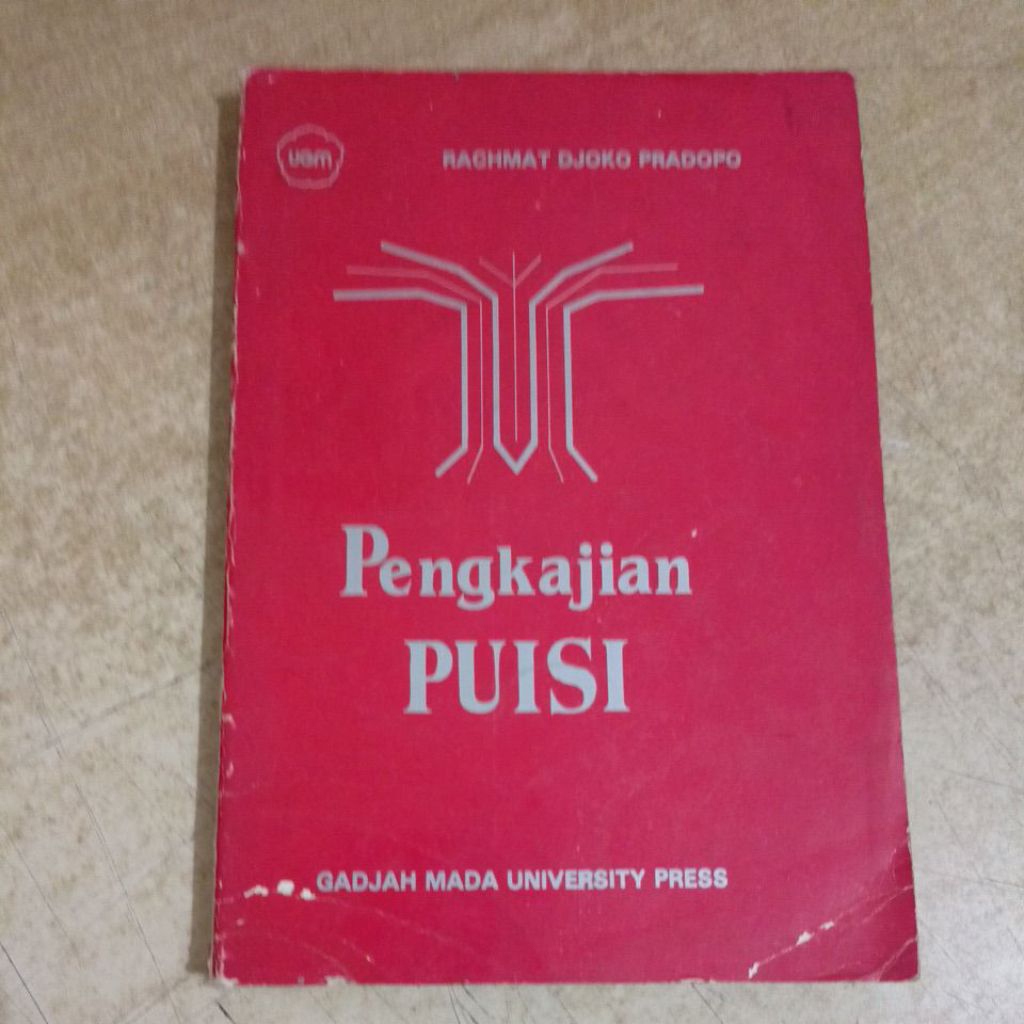 UGM
RACHMAT DJOKO PRADOPO
Pengkajian
PUISI
GADJAH MADA UNIVERSITY PRESS